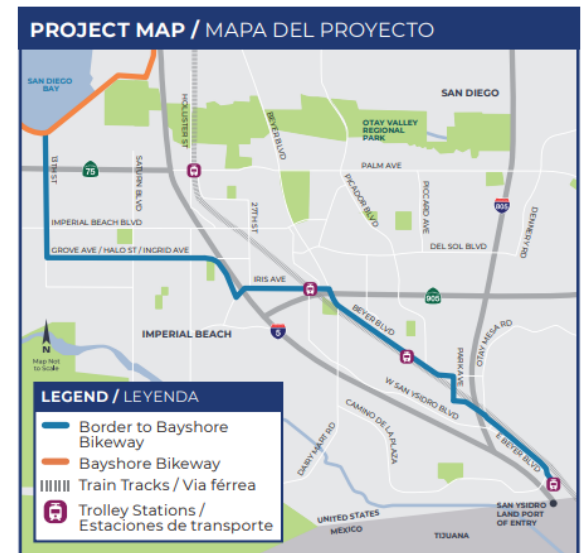 PROJECT MAP / MAPA DEL PROYECTO
SAN DIEGO
BAY
SAN DIEGO
HOLLISTER ST
BEYER BLVD
OTAY VALLEY
REGIONAL
PARK
13TH ST
75
SATURN BLVD
PALM AVE
PICADOR BLVD
PICCARD AVE
805
DENNERY RD
27TH ST
IMPERIAL BEACH BLVD
GROVE AVE / HALO ST / INGRID AVE
DEL SOL BLVD
IRIS AVE
905
BEYER BLVD
IMPERIAL BEACH
5
OTAY MESA RD
PARK AVE
N
Map Not
to Scale
W SAN YSIDRO BLVD
CAMINO DE LA PLAZA
DAIRY MART RD
E BEYER BLVD
LEGEND / LEYENDA
Border to Bayshore
Bikeway
Bayshore Bikeway
Train Tracks / Via férrea
Trolley Stations /
Estaciones de transporte
SAN YSIDRO
LAND PORT
OF ENTRY
UNITED STATES
MEXICO
TIJUANA